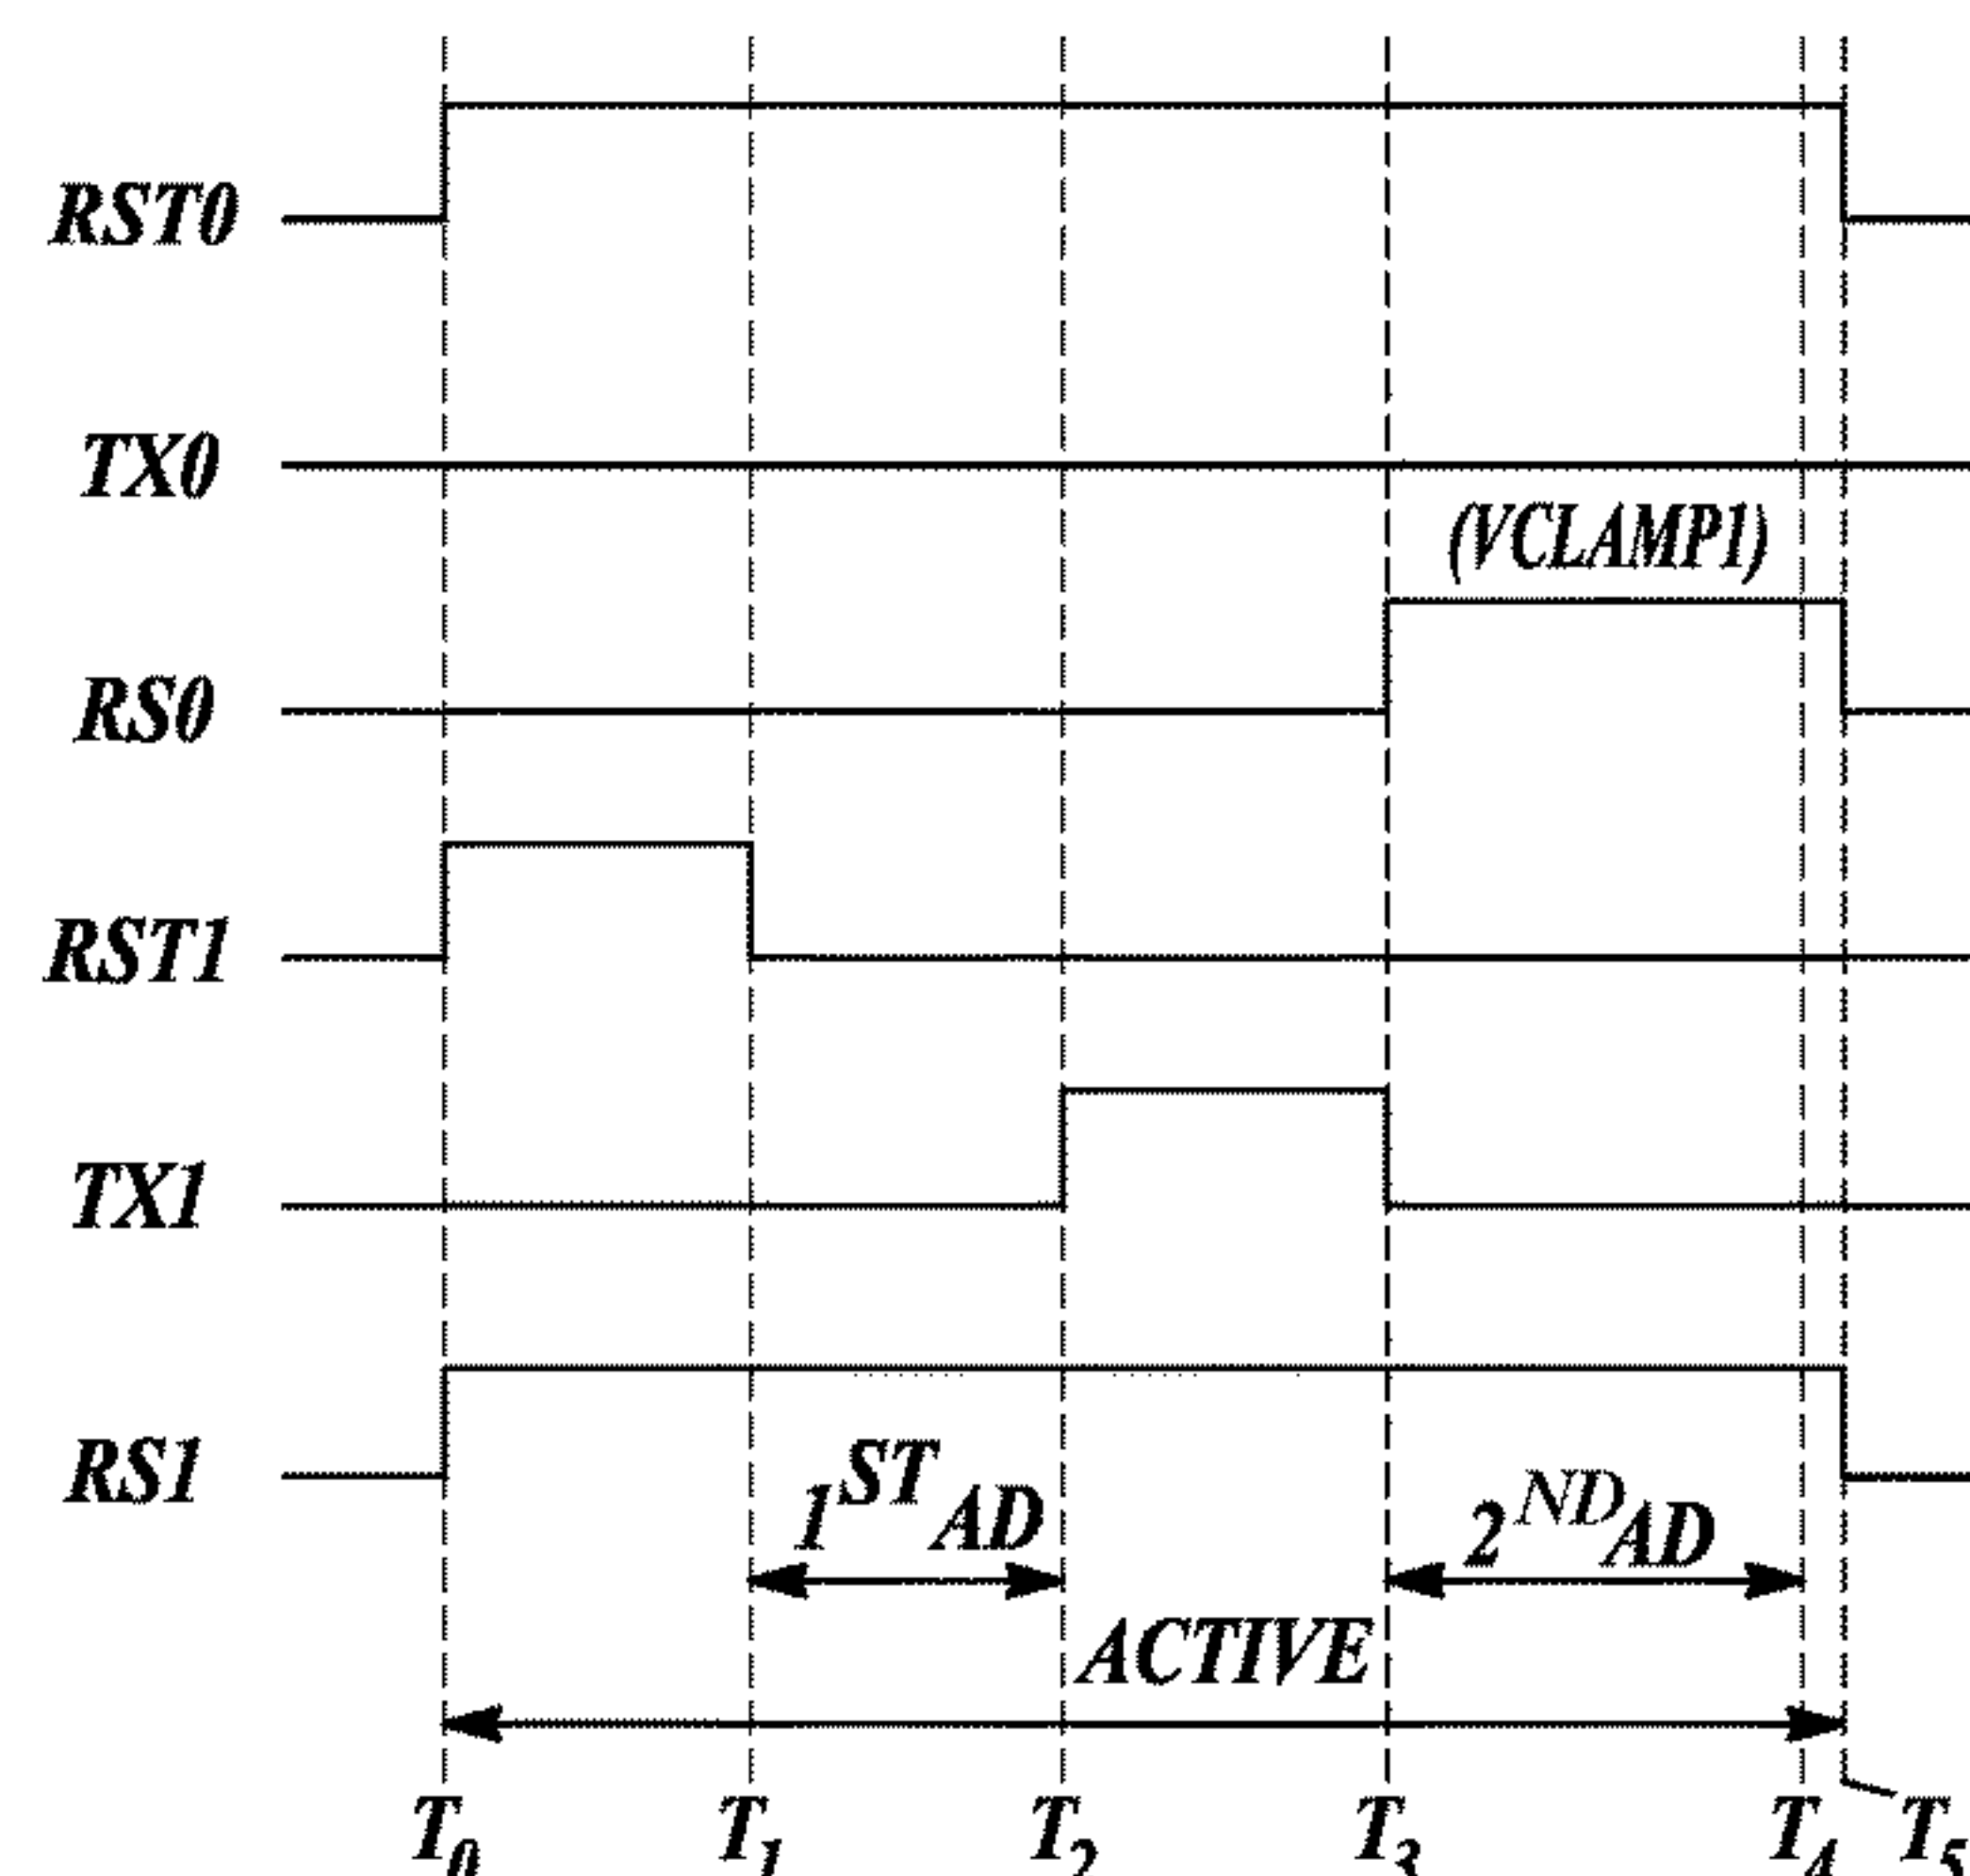 RST0
TX0
(VCLAMP1)
RS0
RST1
TX1
RS1
1ST AD
2ND AD
ACTIVE
T0 T1 T2 T3 T4 T5